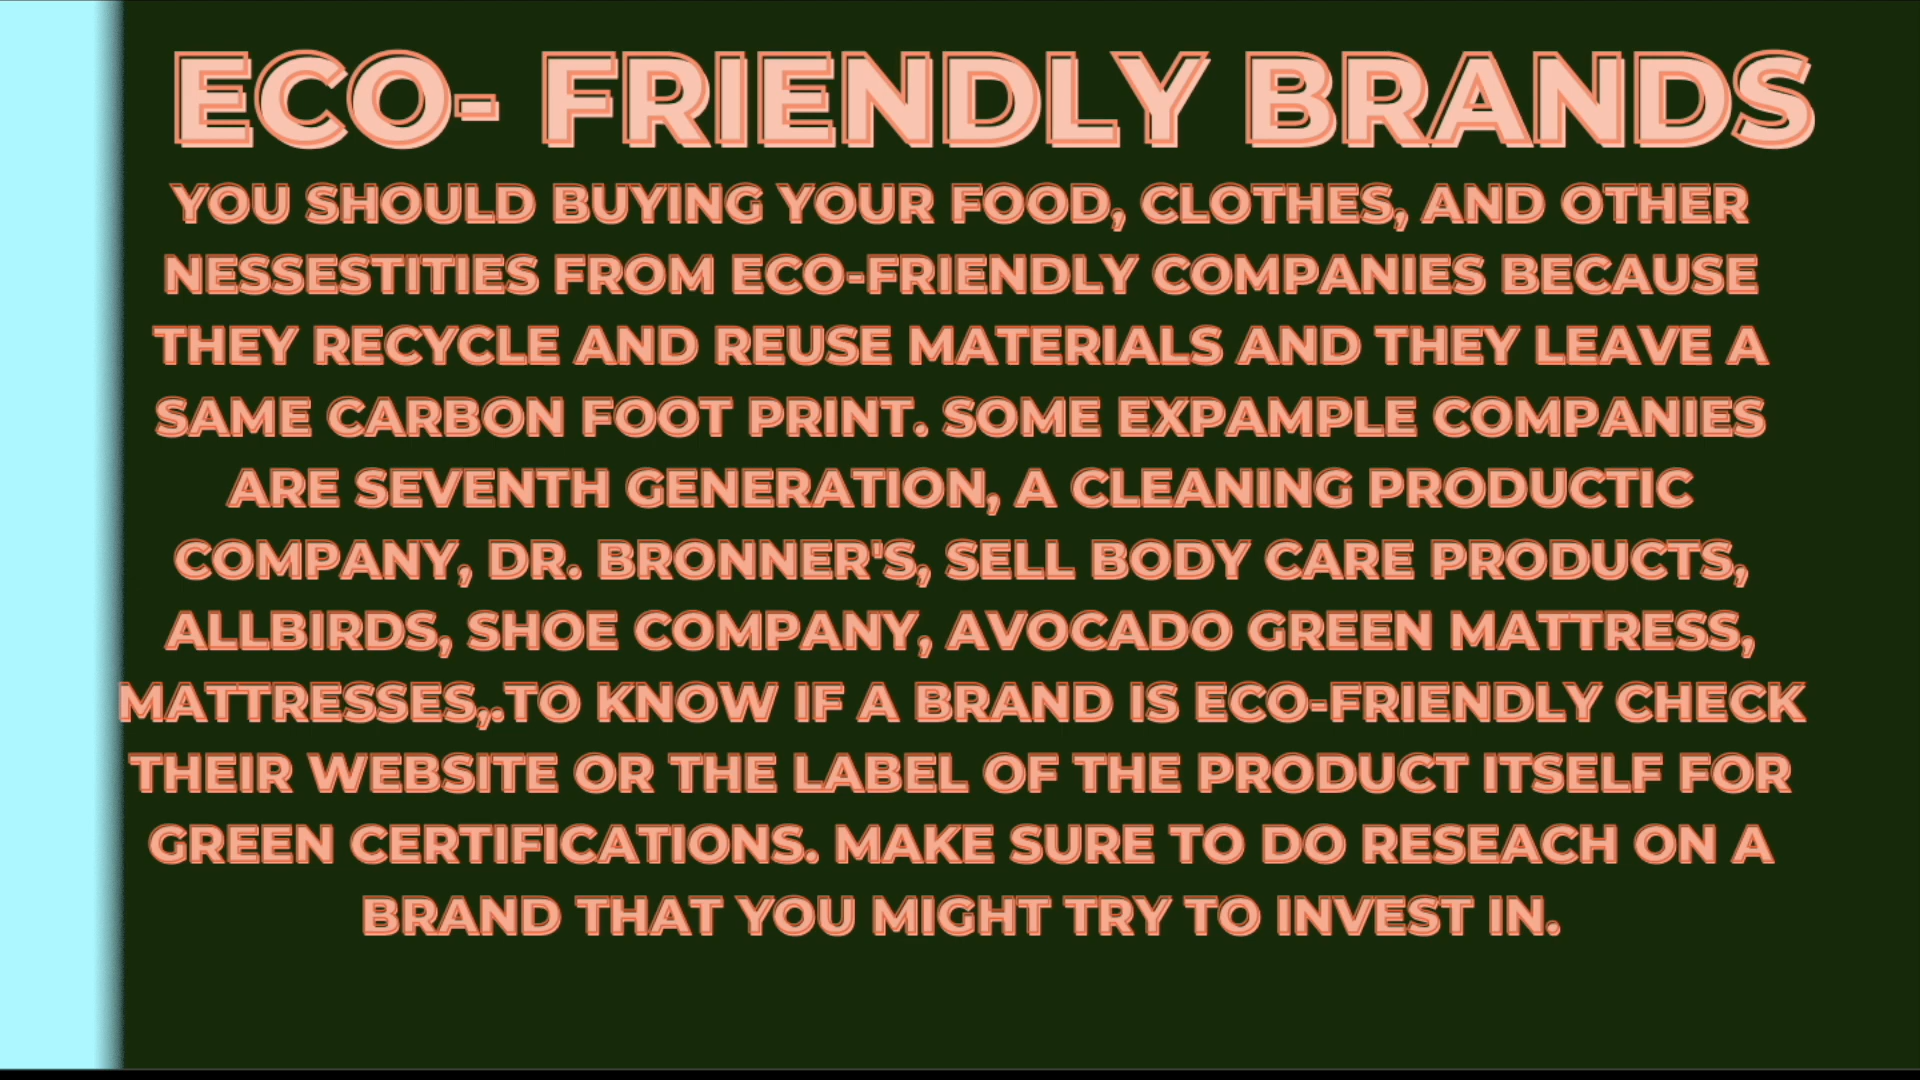 ECO- FRIENDLY BRANDS
YOU SHOULD BUYING YOUR FOOD, CLOTHES, AND OTHER
NESSESTITIES FROM ECO-FRIENDLY COMPANIES BECAUSE
THEY RECYCLE AND REUSE MATERIALS AND THEY LEAVE A
SAME CARBON FOOT PRINT. SOME EXPAMPLE COMPANIES
ARE SEVENTH GENERATION, A CLEANING PRODUCTIC
COMPANY, DR. BRONNER'S, SELL BODY CARE PRODUCTS,
ALLBIRDS, SHOE COMPANY, AVOCADO GREEN MATTRESS,
MATTRESSES,.TO KNOW IF A BRAND IS ECO-FRIENDLY CHECK
THEIR WEBSITE OR THE LABEL OF THE PRODUCT ITSELF FOR
GREEN CERTIFICATIONS. MAKE SURE TO DO RESEACH ON A
BRAND THAT YOU MIGHT TRY TO INVEST IN.